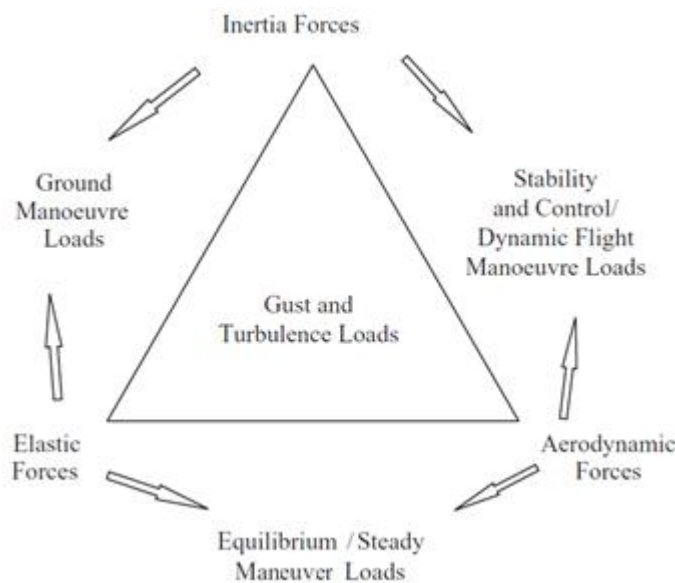 Inertia Forces
Ground
Manoeuvre
Loads
Stability
and Control/
Dynamic Flight
Manoeuvre Loads
Gust and
Turbulence Loads
Elastic
Forces
Aerodynamic
Forces
Equilibrium / Steady
Maneuver Loads